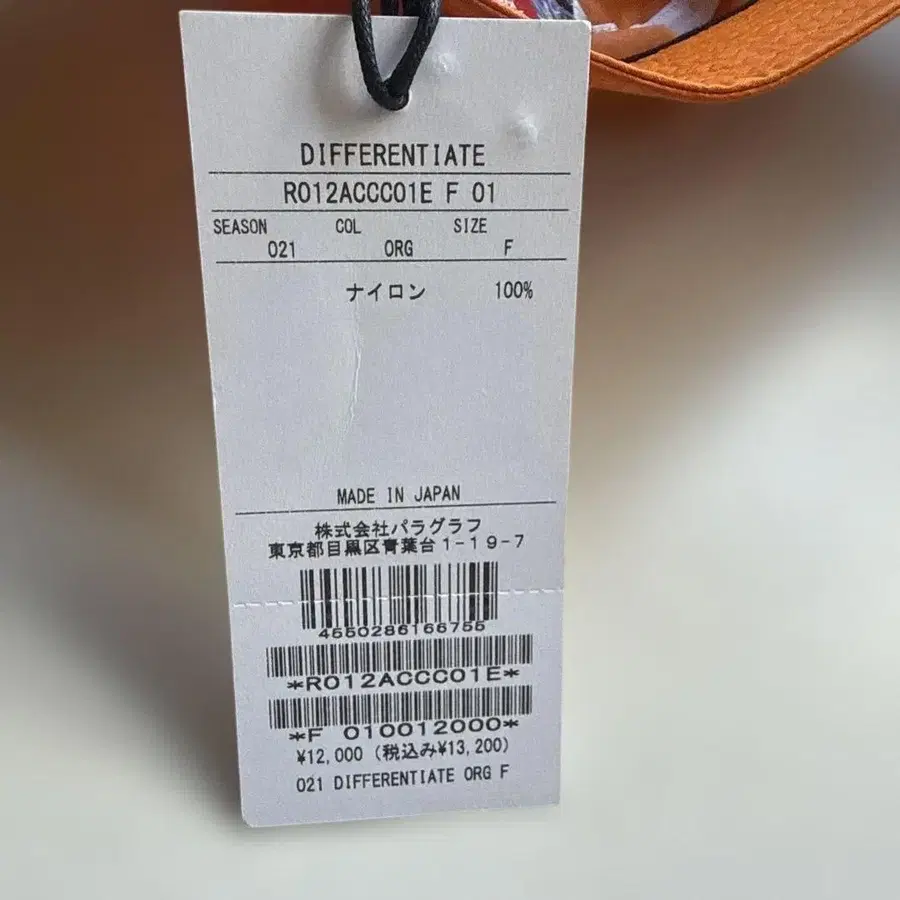 DIFFERENTIATE
R012ACCC01E F 01
SEASON COL SIZE
021 ORG F
ナイロン 100%
MADE IN JAPAN
株式会社パラグラフ
東京都目黒区青葉台1-19-7
4550286166755
*R012ACCC01E*
*F 010012000*
¥12,000 (税込み¥13,200)
021 DIFFERENTIATE ORG F